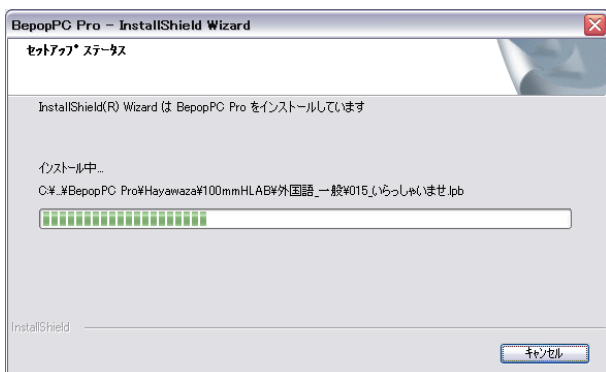 BepopPC Pro - InstallShield Wizard
セットアップ ステータス
InstallShield(R) Wizard は BepopPC Pro をインストールしています
インストール中...
C:¥...¥BepopPC Pro¥Hayawaza¥100mmHLAB¥外国語_一般¥015_いらっしゃいませ.lpb
InstallShield
キャンセル